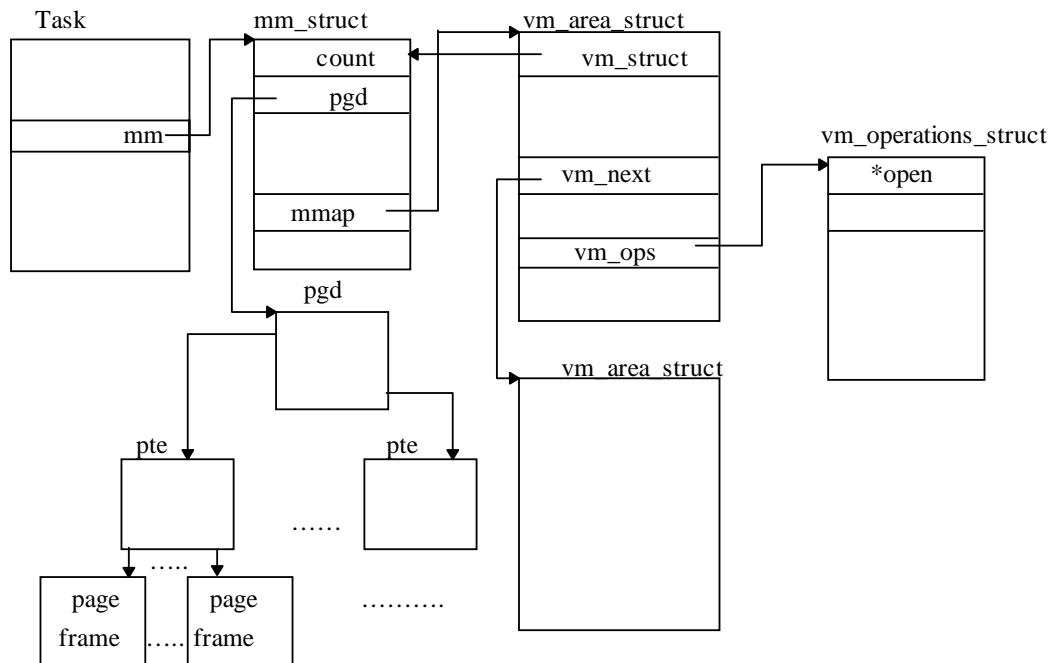 Task
mm_struct
vm_area_struct
count
vm_struct
pgd
mm
vm_operations_struct
vm_next
*open
mmap
vm_ops
pgd
vm_area_struct
pte
pte
……
…..
page
frame
…..
page
frame
……….